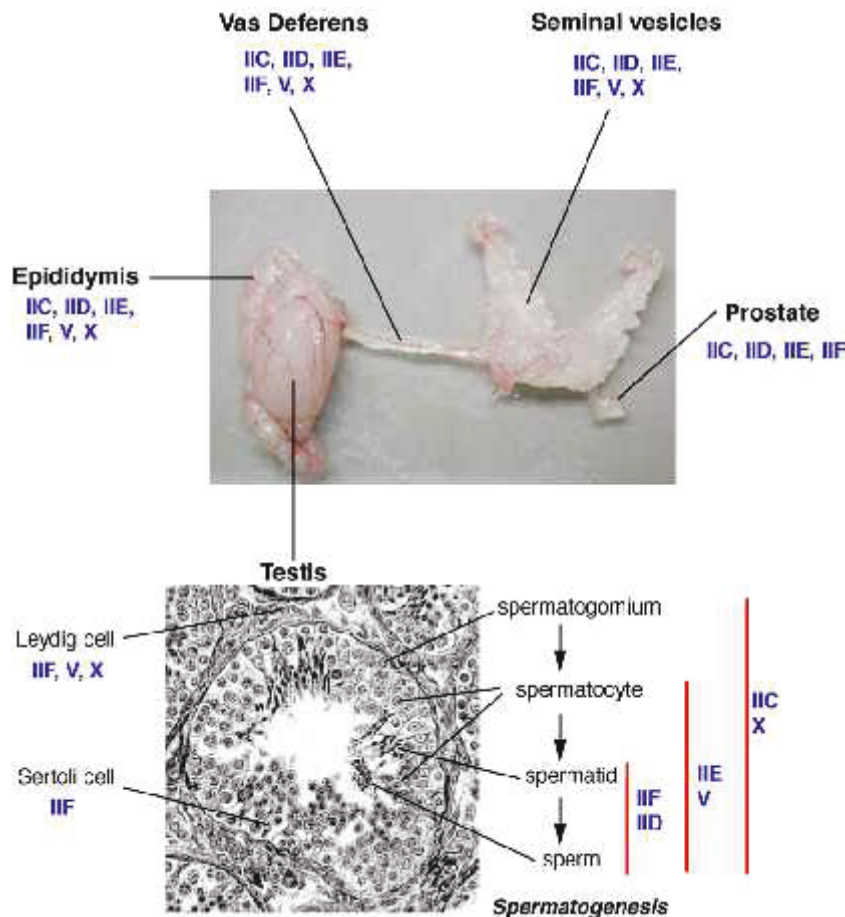 Vas Deferens
IIC, IID, IIE,
IIF, V, X
Seminal vesicles
IIC, IID, IIE,
IIF, V, X
Epididymis
IIC, IID, IIE,
IIF, V, X
Prostate
IIC, IID, IIE, IIF
Testis
Leydig cell
IIF, V, X
Sertoli cell
IIF
spermatogomium
spermatocyte
spermatid
sperm
IIF
IID
IIE
V
IIC
X
Spermatogenesis